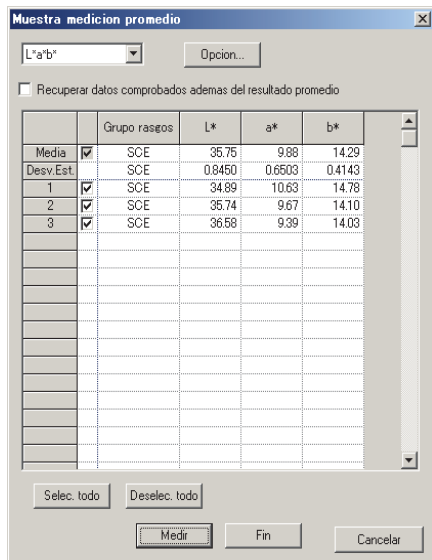 Muestra medicion promedio
L*a*b*
Opcion...
Recuperar datos comprobados ademas del resultado promedio
Grupo rasgos L* a* b*
Media SCE 35.75 9.88 14.29
Desv.Est. SCE 0.8450 0.6503 0.4143
1 SCE 34.89 10.63 14.78
2 SCE 35.74 9.67 14.10
3 SCE 36.58 9.39 14.03
Selec. todo Deselec. todo
Medir Fin Cancelar